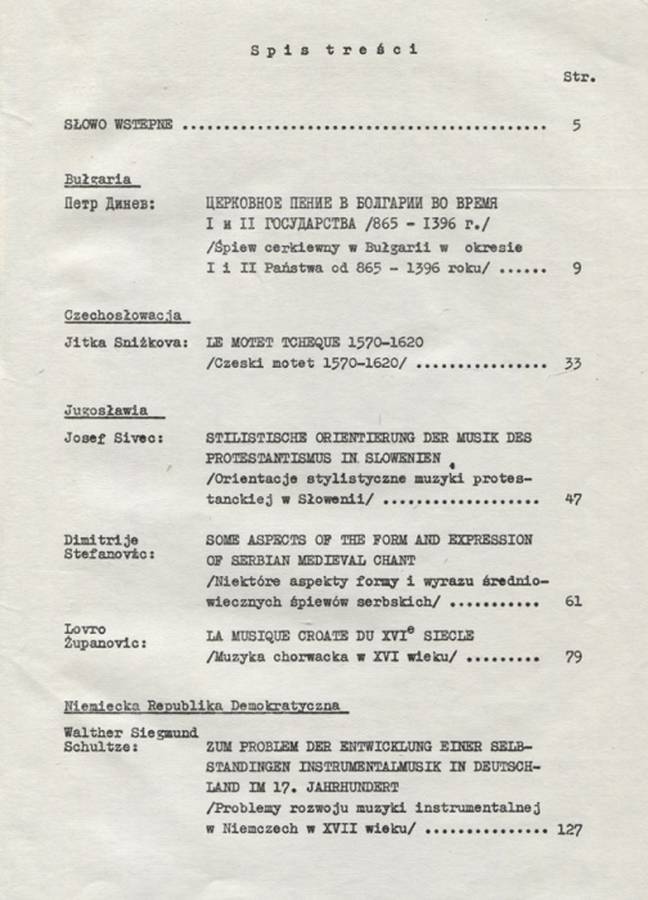 Spis treści
Str.
SŁOWO WSTEPNE ............................................ 5
Bułgaria
Петр Динев: ЦЕРКОВНОЕ ПЕНИЕ В БОЛГАРИИ ВО ВРЕМЯ
I и II ГОСУДАРСТВА /865 - I396 г./
/Śpiew cerkiewny w Bułgarii w okresie
I i II Państwa od 865 - 1396 roku/ ...... 9
Czechosłowacja
Jitka Sniżkova: LE MOTET TCHEQUE 1570-1620
/Czeski motet 1570-1620/ ................ 33
Jugosławia
Josef Sivec: STILISTISCHE ORIENTIERUNG DER MUSIK DES
PROTESTANTISMUS IN SLOWENIEN
/Orientacje stylistyczne muzyki protes-
tanckiej w Słowenii/ ................... 47
Dimitrije SOME ASPECTS OF THE FORM AND EXPRESSION
Stefanović: OF SERBIAN MEDIEVAL CHANT
/Niektóre aspekty formy i wyrazu średnio-
wiecznych śpiewów serbskich/ ........... 61
Lovro LA MUSIQUE CROATE DU XVIe SIECLE
Županovic: /Muzyka chorwacka w XVI wieku/ ......... 79
Niemiecka Republika Demokratyczna
Walther Siegmund
Schultze: ZUM PROBLEM DER ENTWICKLUNG EINER SELB-
STANDINGEN INSTRUMENTALMUSIK IN DEUTSCH-
LAND IM 17. JAHRHUNDERT
/Problemy rozwoju muzyki instrumentalnej
w Niemczech w XVII wieku/ ............... 127